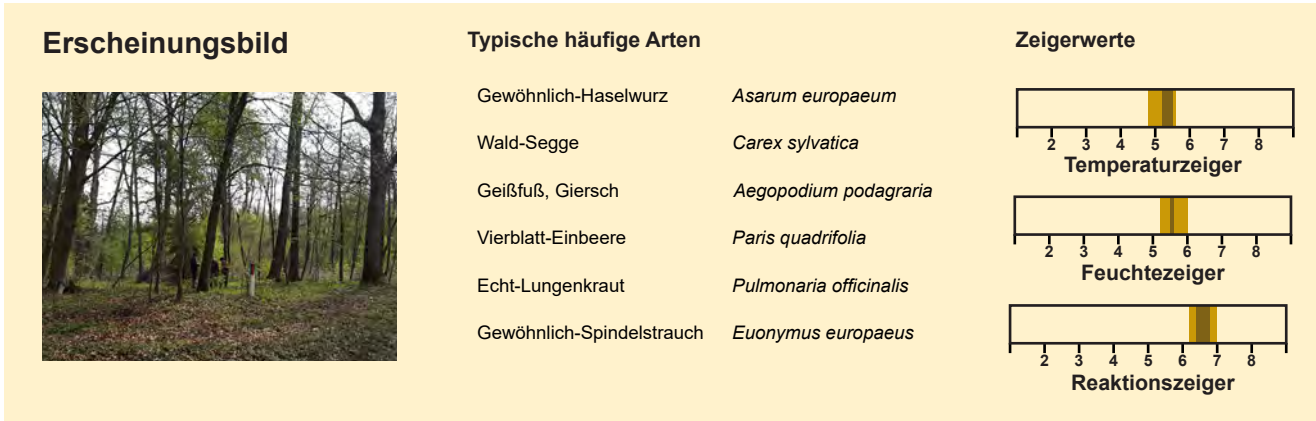 Erscheinungsbild
Typische häufige Arten
Gewöhnlich-Haselwurz Asarum europaeum
Wald-Segge Carex sylvatica
Geißfuß, Giersch Aegopodium podagraria
Vierblatt-Einbeere Paris quadrifolia
Echt-Lungenkraut Pulmonaria officinalis
Gewöhnlich-Spindelstrauch Euonymus europaeus
Zeigerwerte
2 3 4 5 6 7 8
Temperaturzeiger
2 3 4 5 6 7 8
Feuchtezeiger
2 3 4 5 6 7 8
Reaktionszeiger